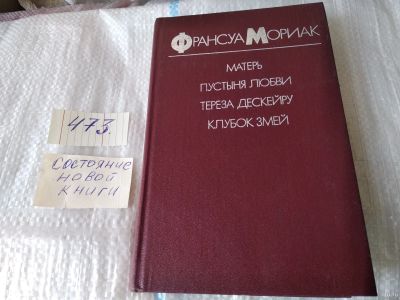 ФРАНСУА МОРИАК
МАТЕРЬ
ПУСТЫНЯ ЛЮБВИ
ТЕРЕЗА ДЕСКЕЙРУ
КЛУБОК ЗМЕЙ
473.
СОСТОЯНИЕ
НОВОЙ
КНИГИ